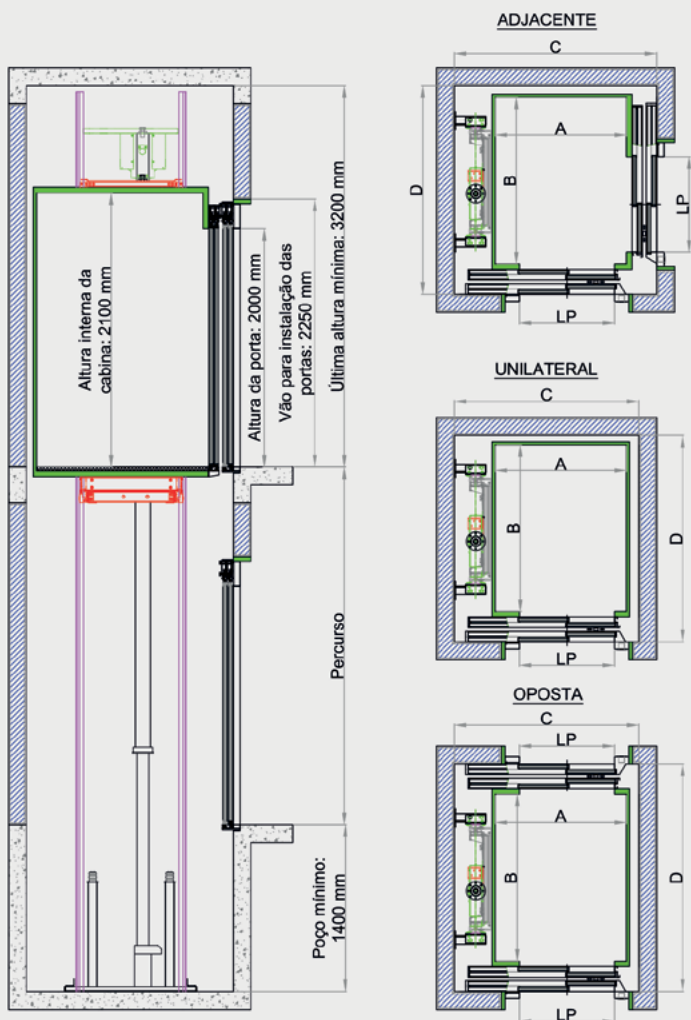 Altura interna da
cabina: 2100 mm
Altura da porta: 2000 mm
Vão para instalação das
portas: 2250 mm
Última altura mínima: 3200 mm
Percurso
Poço mínimo:
1400 mm
ADJACENTE
C
A
B
D
LP
LP
UNILATERAL
C
A
B
D
LP
OPOSTA
C
LP
A
B
D
LP